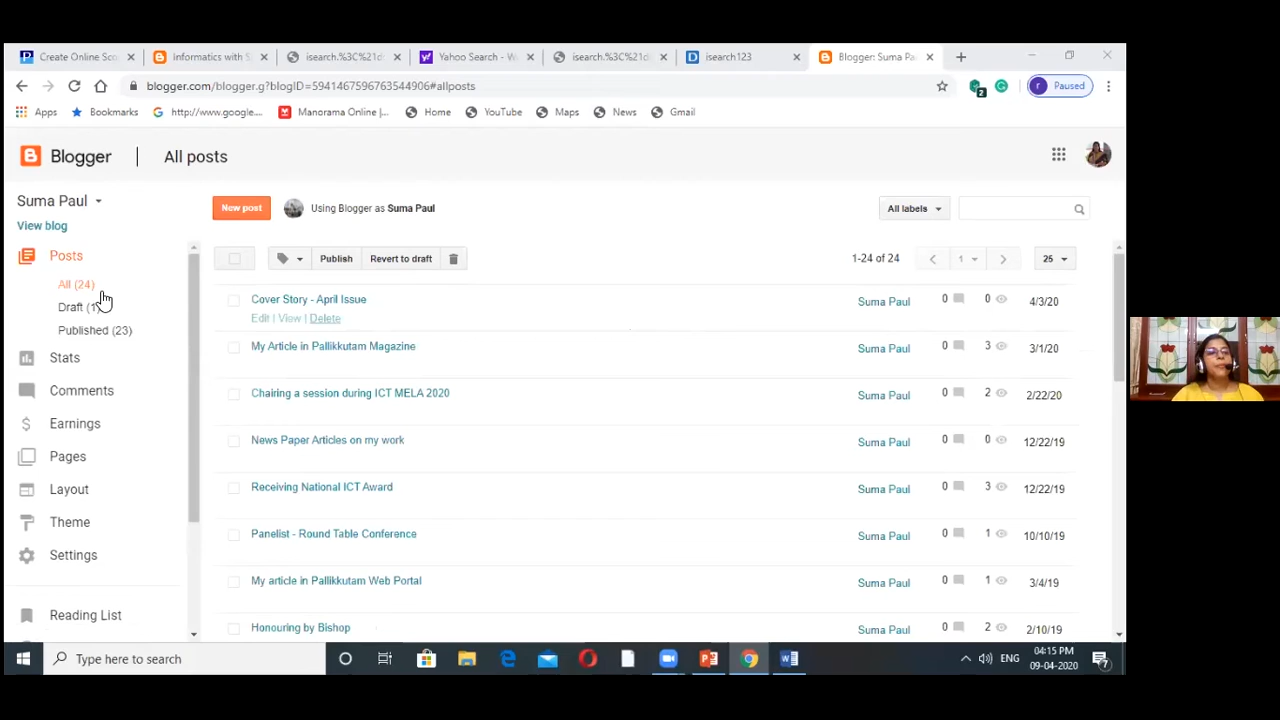 Create Online Sco
Informatics with S
isearch.%3C%21d
Yahoo Search - W
isearch.%3C%21d
isearch123
Blogger: Suma Pa
blogger.com/blogger.g?blogID=5941467596763544906#allposts
2
r Paused
Apps
Bookmarks
http://www.google....
Manorama Online |...
Home
YouTube
Maps
News
Gmail
Blogger
All posts
Suma Paul
New post
Using Blogger as Suma Paul
All labels
View blog
Posts
Publish
Revert to draft
1-24 of 24
1
25
All (24)
Draft (1)
Published (23)
Stats
Comments
Earnings
Pages
Layout
Theme
Settings
Reading List
Cover Story - April Issue
Suma Paul 0 0 4/3/20
Edit | View | Delete
My Article in Pallikkutam Magazine
Suma Paul 0 3 3/1/20
Chairing a session during ICT MELA 2020
Suma Paul 0 2 2/22/20
News Paper Articles on my work
Suma Paul 0 0 12/22/19
Receiving National ICT Award
Suma Paul 0 3 12/22/19
Panelist - Round Table Conference
Suma Paul 0 1 10/10/19
My article in Pallikkutam Web Portal
Suma Paul 0 1 3/4/19
Honouring by Bishop
Suma Paul 0 2 2/10/19
Type here to search
ENG
04:15 PM
09-04-2020
7